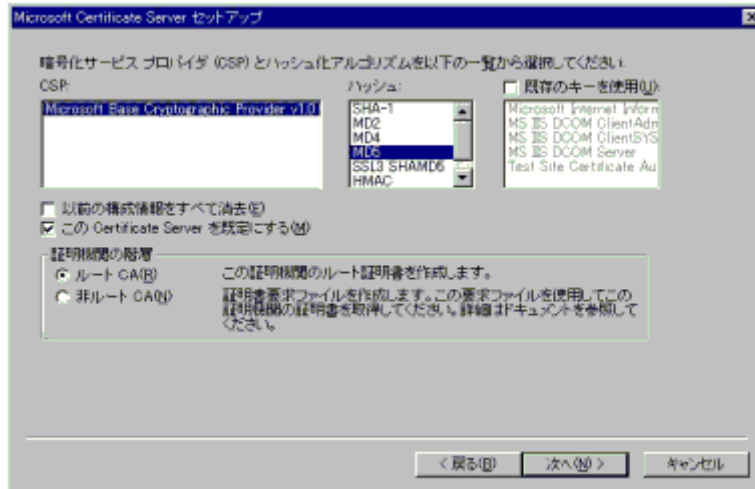 Microsoft Certificate Server セットアップ
暗号化サービス プロバイダ (CSP) とハッシュ化アルゴリズムを以下の一覧から選択してください.
CSP:
ハッシュ:
既存のキーを使用(U):
Microsoft Base Cryptographic Provider v1.0
SHA-1
MD2
MD4
MD5
SSL3 SHAMD5
HMAC
Microsoft Internet Inform
MS IIS DCOM ClientAdm
MS IIS DCOM ClientSYS
MS IIS DCOM Server
Test Site Certificate Au
以前の構成情報をすべて消去(E)
この Certificate Server を既定にする(M)
証明機関の階層
ルート CA(R)
この証明機関のルート証明書を作成します。
非ルート CA(N)
証明書要求ファイルを作成します。この要求ファイルを使用してこの
証明機関の証明書を取得してください。詳細はドキュメントを参照して
ください。
< 戻る(B)
次へ(N) >
キャンセル